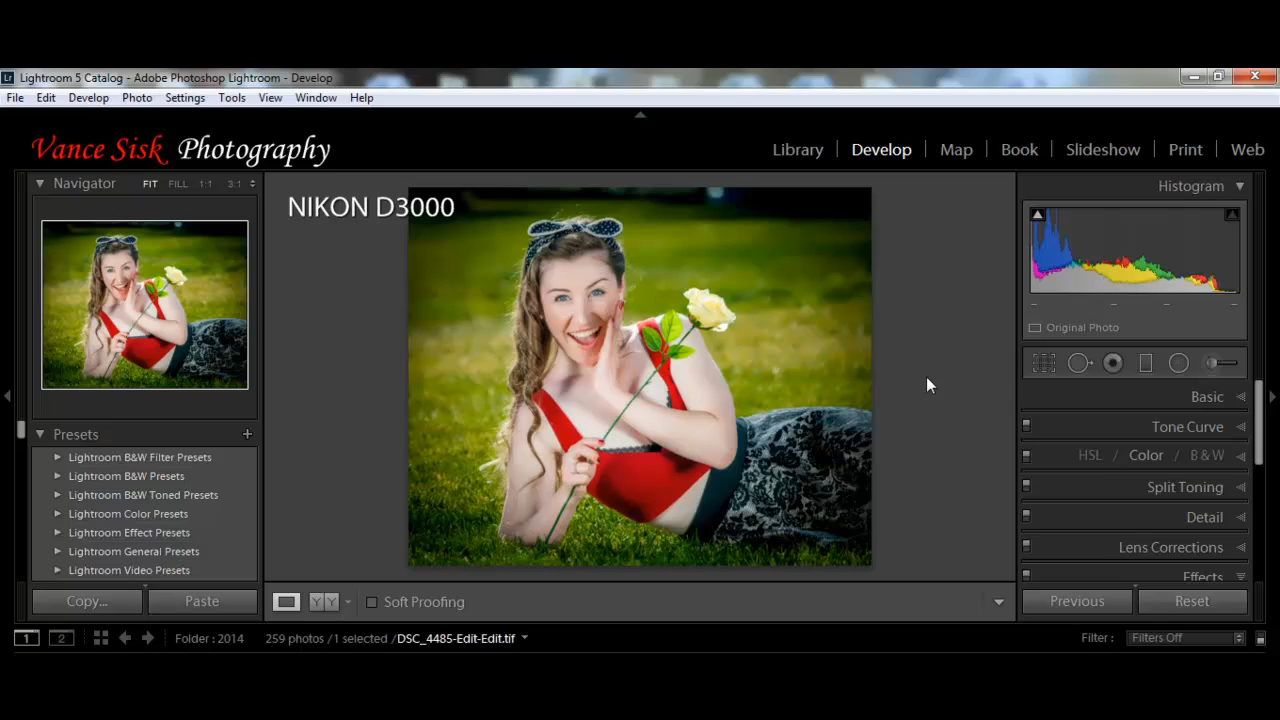 Lr Lightroom 5 Catalog - Adobe Photoshop Lightroom - Develop
File Edit Develop Photo Settings Tools View Window Help
Vance Sisk Photography
Library | Develop | Map | Book | Slideshow | Print | Web
Navigator FIT FILL 1:1 3:1
NIKON D3000
Presets +
Lightroom B&W Filter Presets
Lightroom B&W Presets
Lightroom B&W Toned Presets
Lightroom Color Presets
Lightroom Effect Presets
Lightroom General Presets
Lightroom Video Presets
Copy... Paste
YY Soft Proofing
Histogram
Original Photo
Basic
Tone Curve
HSL / Color / B & W
Split Toning
Detail
Lens Corrections
Effects
Previous Reset
1 2 Folder : 2014 259 photos / 1 selected / DSC_4485-Edit-Edit.tif Filter : Filters Off